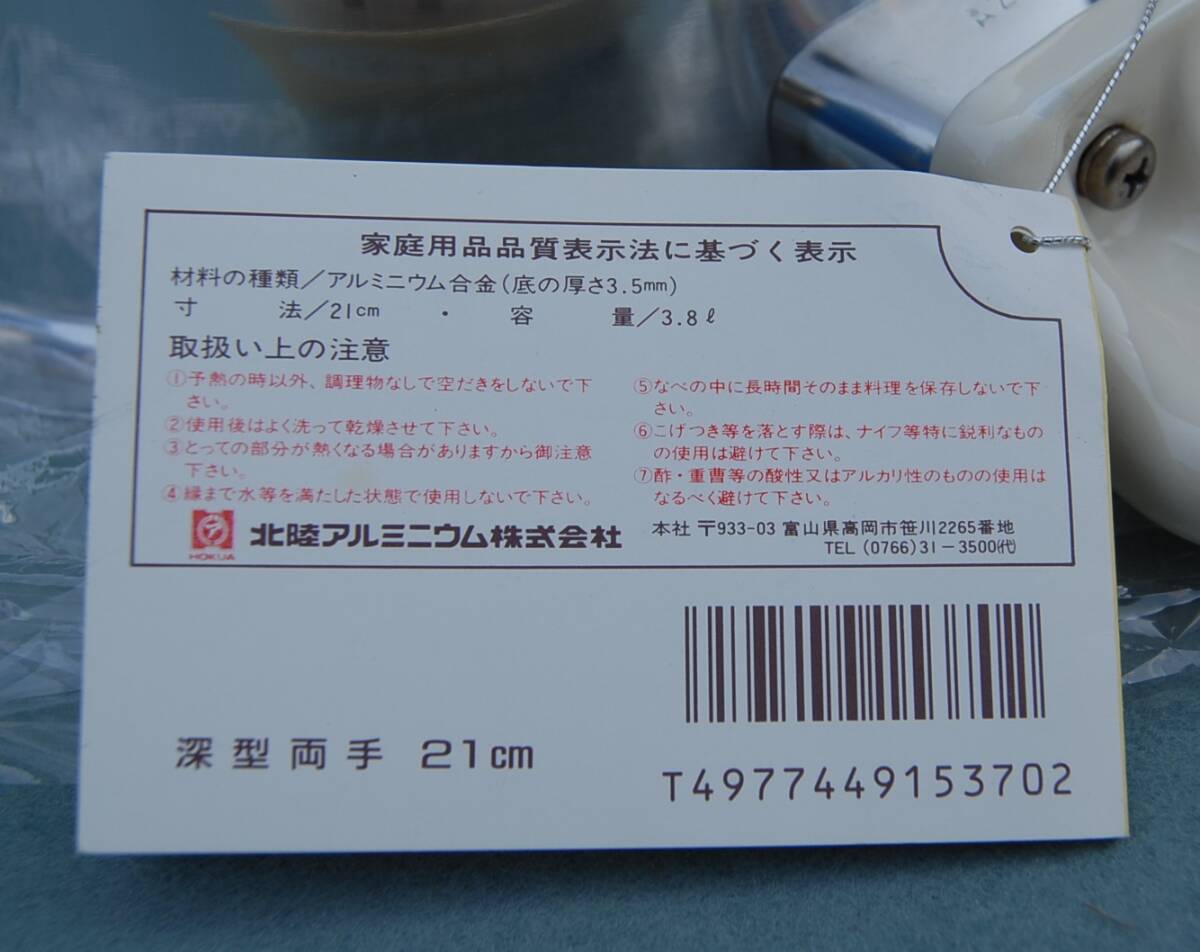 家庭用品品質表示法に基づく表示
材料の種類/アルミニウム合金(底の厚さ3.5mm)
寸 法/21cm ・ 容 量/3.8ℓ
取扱い上の注意
①予熱の時以外、調理物なしで空だきをしないで下
さい。
②使用後はよく洗って乾燥させて下さい。
③とっての部分が熱くなる場合がありますから御注意
下さい。
④縁まで水等を満たした状態で使用しないで下さい。
⑤なべの中に長時間そのまま料理を保存しないで下
さい。
⑥こげつき等を落とす際は、ナイフ等特に鋭利なもの
の使用は避けて下さい。
⑦酢・重曹等の酸性又はアルカリ性のものの使用は
なるべく避けて下さい。
HOKUA
北陸アルミニウム株式会社
本社 〒933-03 富山県高岡市笹川2265番地
TEL (0766)31-3500㈹
深型両手 21cm
T4977449153702